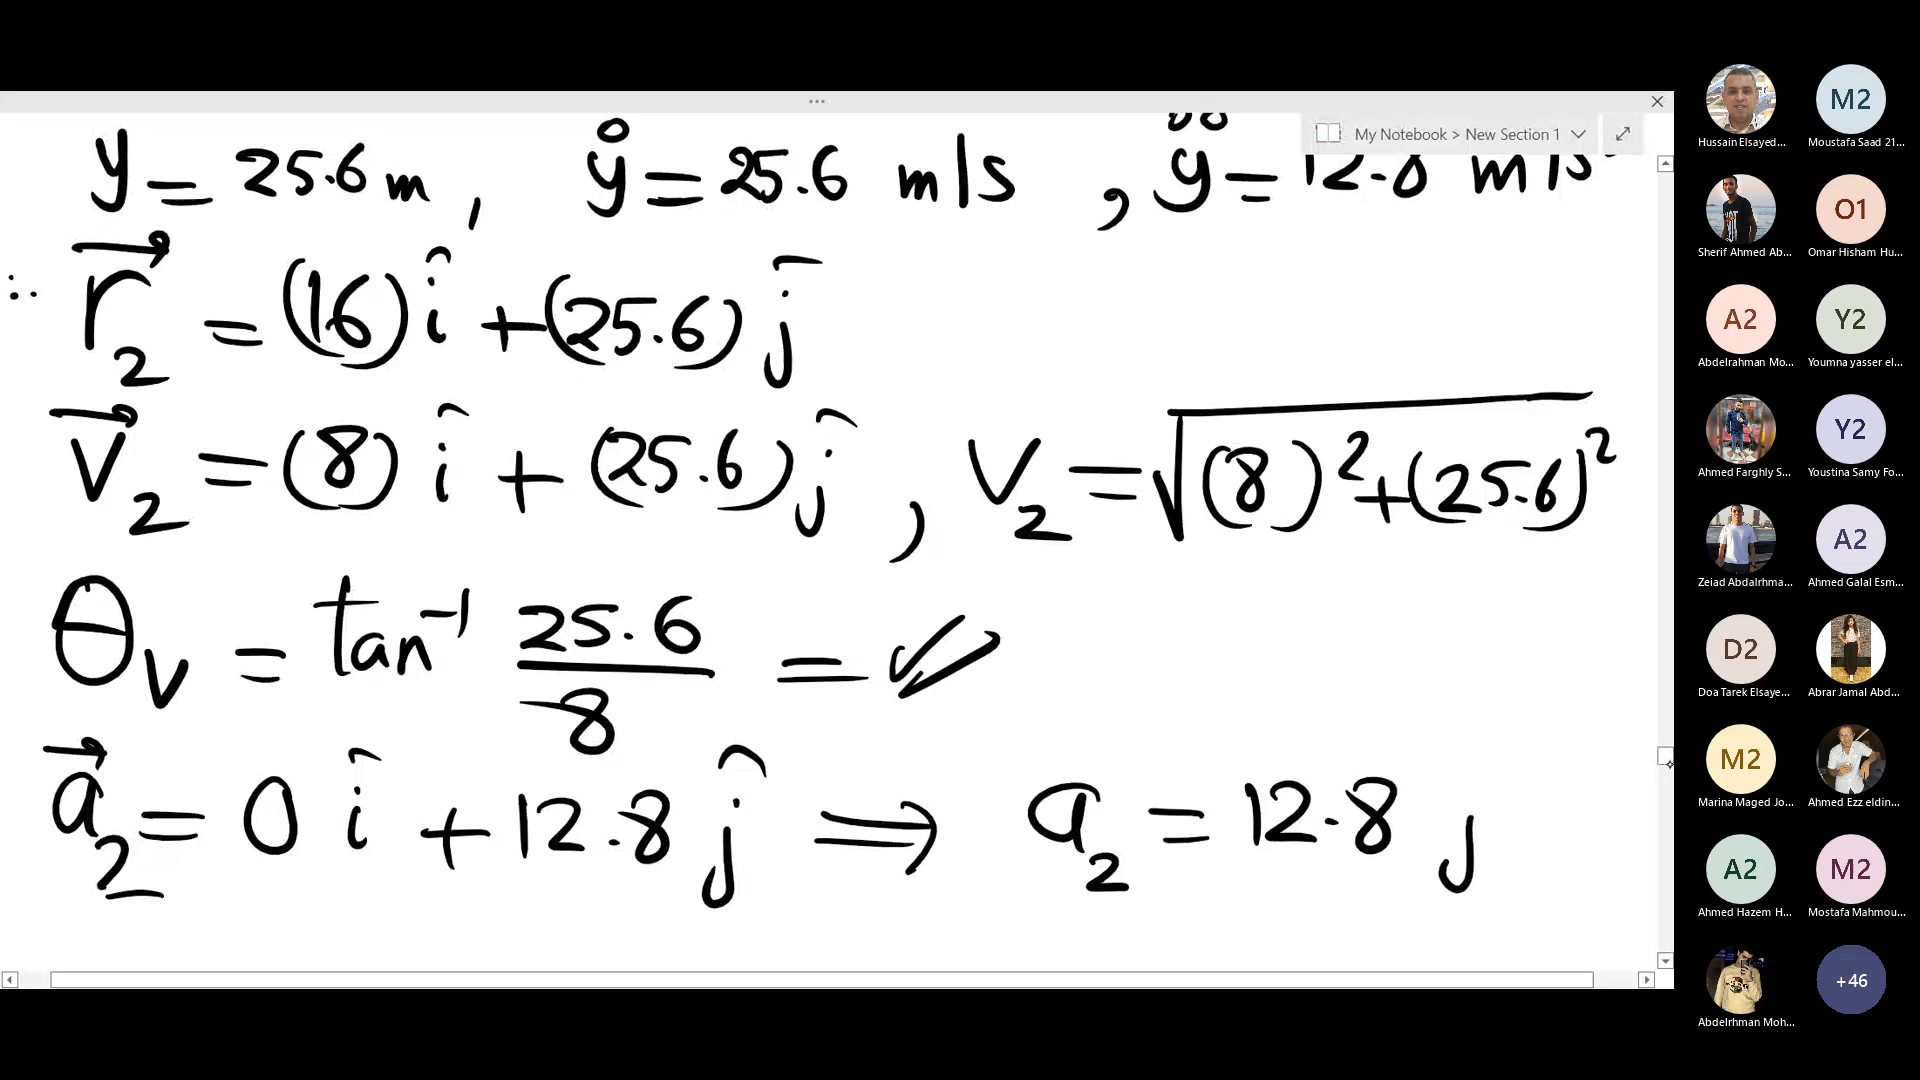 My Notebook > New Section 1
y = 25.6 m , ẏ = 25.6 m/s , ÿ = 12.8 m/s²
∴ r⃗₂ = (16) î + (25.6) ĵ
v⃗₂ = (8) î + (25.6) ĵ , v₂ = √((8)² + (25.6)²)
θᵥ = tan⁻¹ 25.6/8 = ✓
a⃗₂ = 0 î + 12.8 ĵ ⟹ a₂ = 12.8 j
Hussain Elsayed...
M2
Moustafa Saad 21...
Sherif Ahmed Ab...
O1
Omar Hisham Hu...
A2
Abdelrahman Mo...
Y2
Youmna yasser el...
Ahmed Farghly S...
Y2
Youstina Samy Fo...
Zeiad Abdalrhma...
A2
Ahmed Galal Esm...
D2
Doa Tarek Elsaye...
Abrar Jamal Abd...
M2
Marina Maged Jo...
Ahmed Ezz eldin...
A2
Ahmed Hazem H...
M2
Mostafa Mahmou...
Abdelrhman Moh...
+46